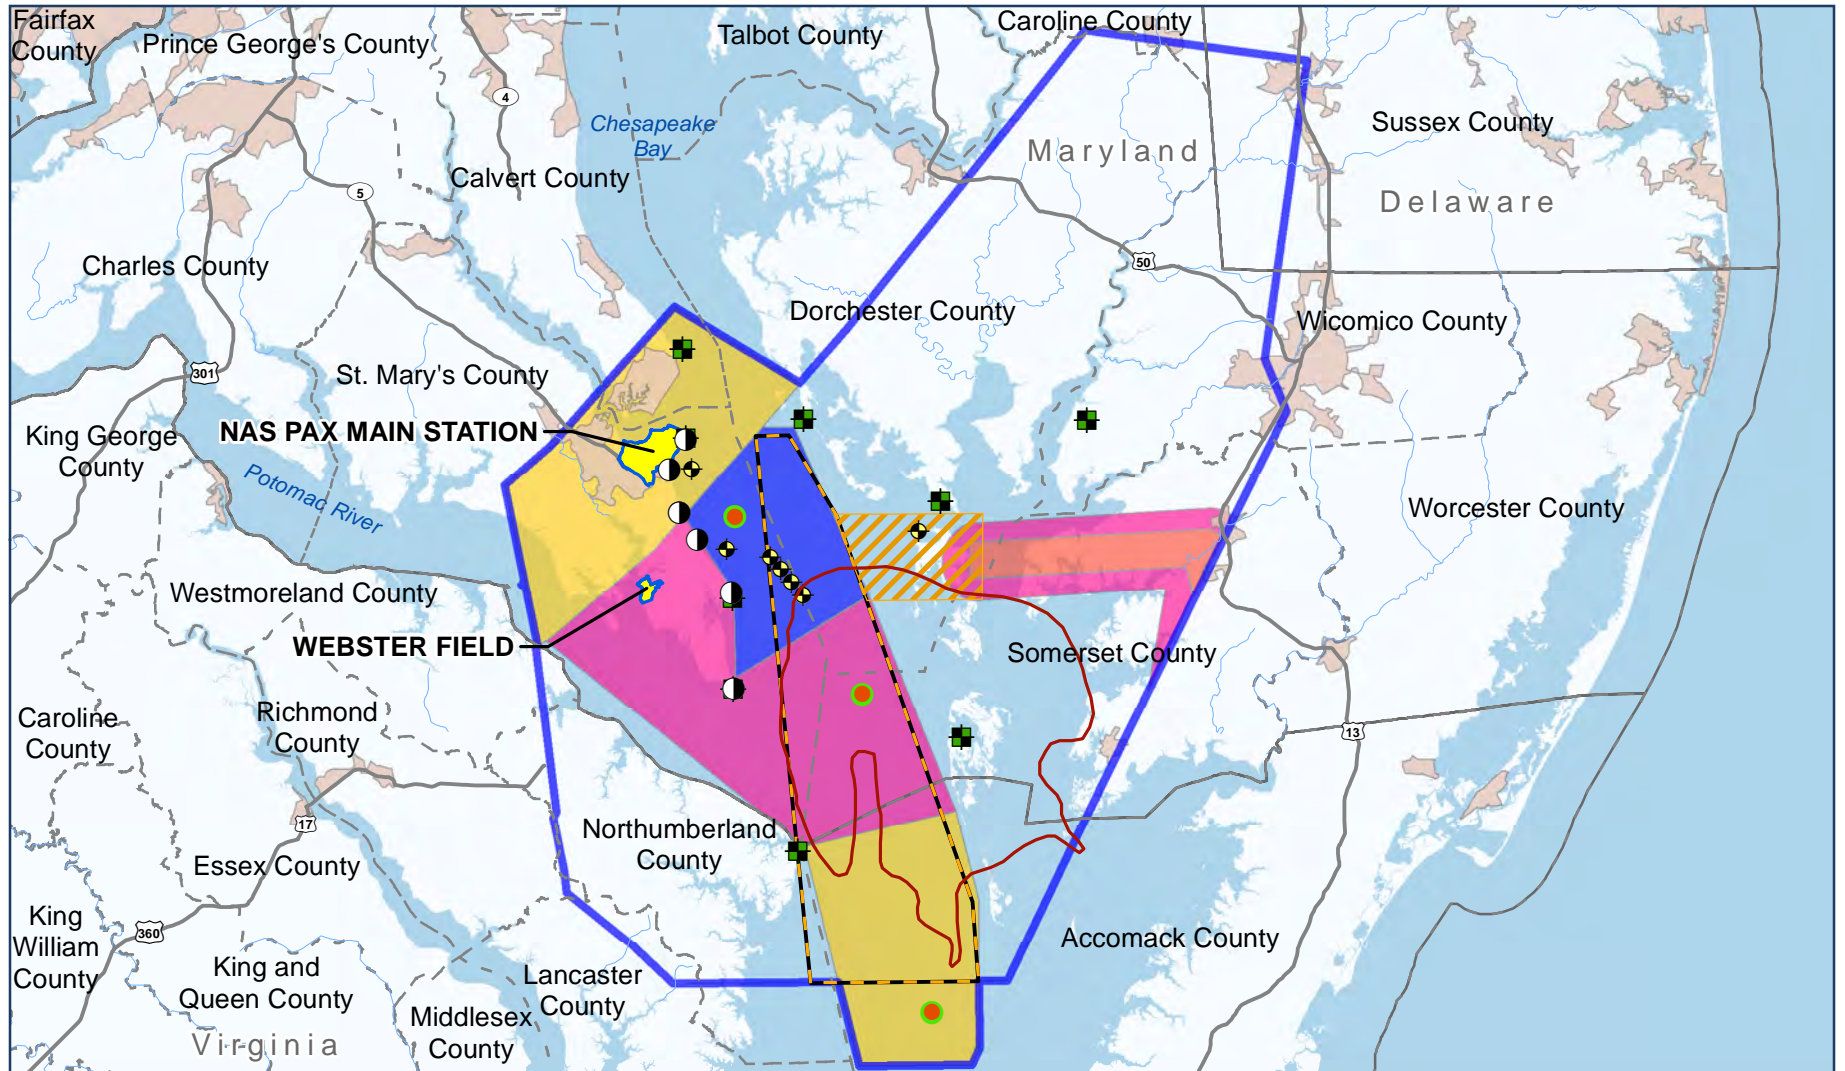 Fairfax
County
Prince George's County
Talbot County
Caroline County
4
Chesapeake
Bay
Sussex County
Maryland
Calvert County
5
Delaware
Charles County
50
Dorchester County
Wicomico County
301
St. Mary's County
NAS PAX MAIN STATION
King George
County
Potomac River
Worcester County
Westmoreland County
WEBSTER FIELD
Somerset County
Caroline
County
Richmond
County
13
17
Northumberland
County
Essex County
King
William
County
360
Accomack County
King and
Queen County
Lancaster
County
Middlesex
County
Virginia